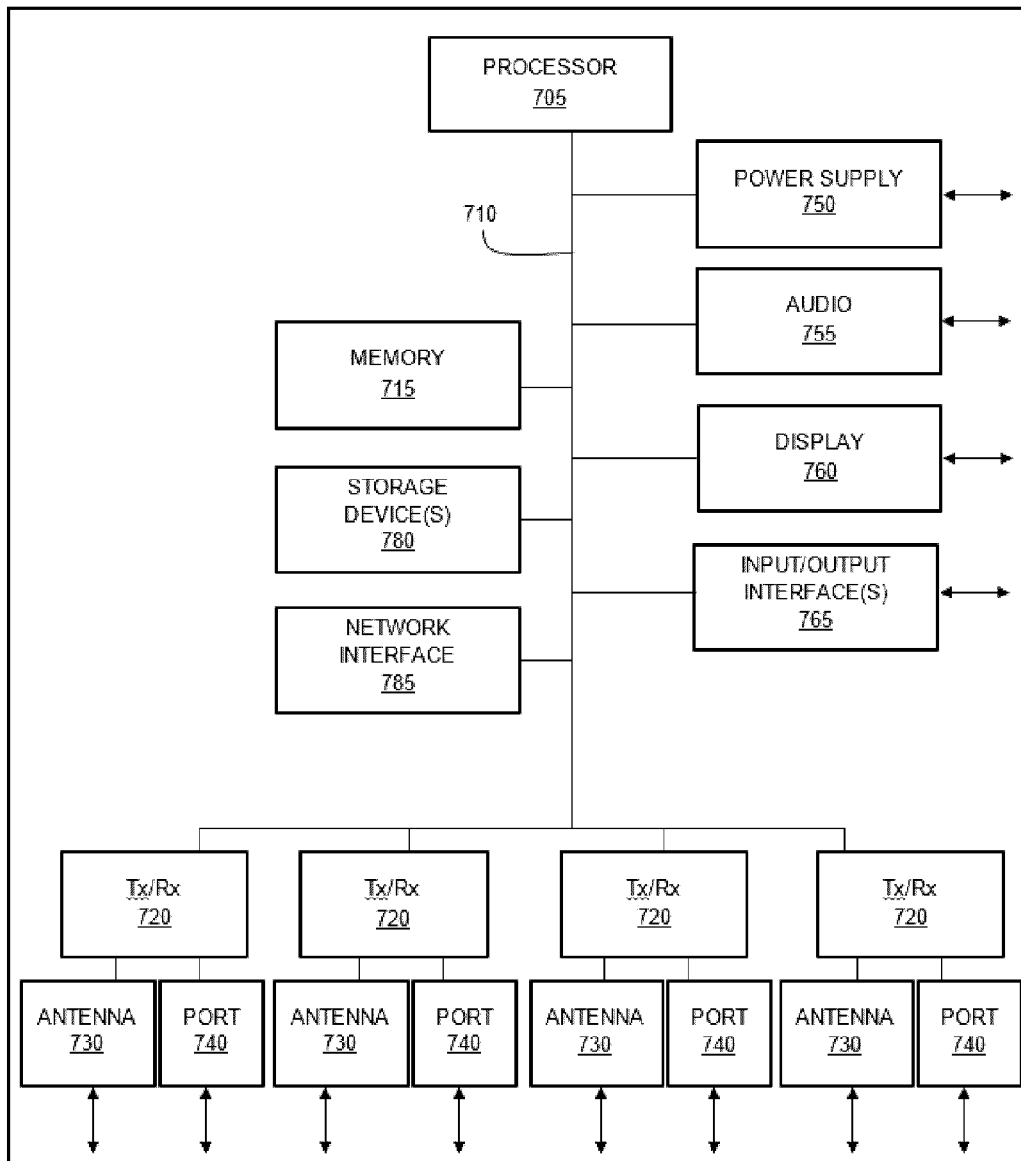 PROCESSOR
705
POWER SUPPLY
750
710
AUDIO
755
MEMORY
715
DISPLAY
760
STORAGE
DEVICE(S)
780
INPUT/OUTPUT
INTERFACE(S)
765
NETWORK
INTERFACE
785
Tx/Rx
720
Tx/Rx
720
Tx/Rx
720
Tx/Rx
720
ANTENNA
730
PORT
740
ANTENNA
730
PORT
740
ANTENNA
730
PORT
740
ANTENNA
730
PORT
740